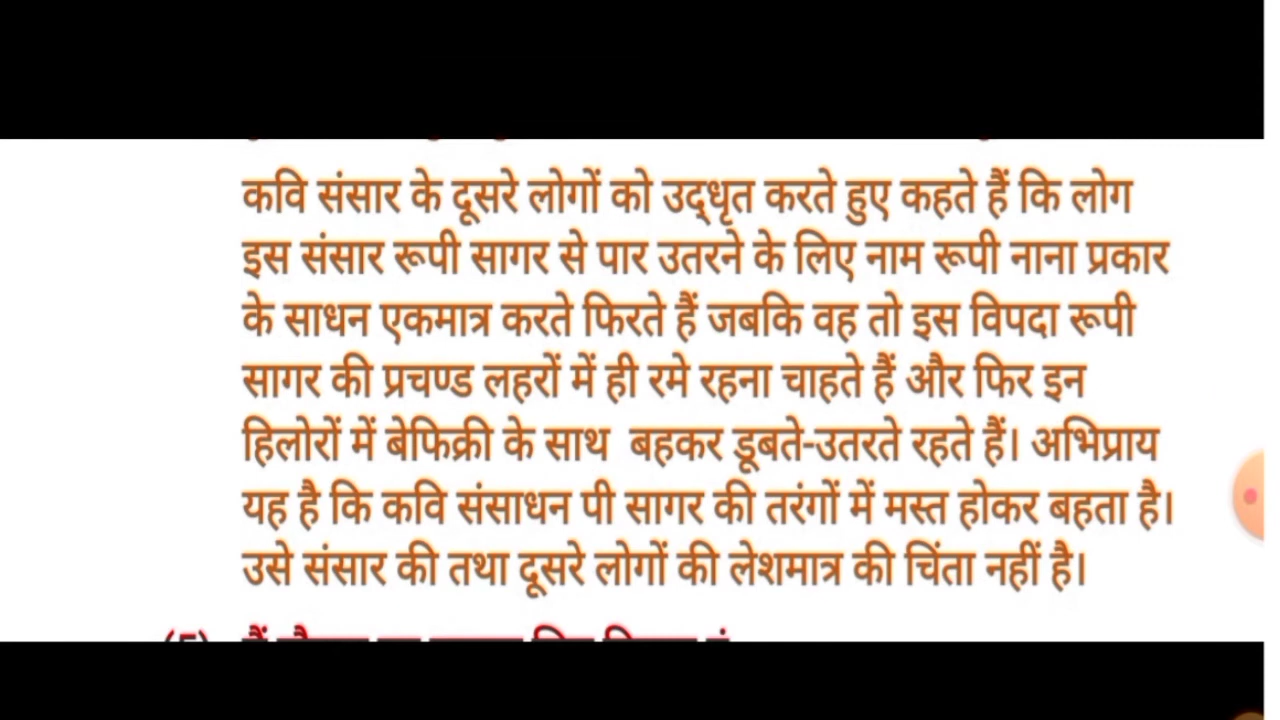 कवि संसार के दूसरे लोगों को उद्धृत करते हुए कहते हैं कि लोग
इस संसार रूपी सागर से पार उतरने के लिए नाम रूपी नाना प्रकार
के साधन एकमात्र करते फिरते हैं जबकि वह तो इस विपदा रूपी
सागर की प्रचण्ड लहरों में ही रमे रहना चाहते हैं और फिर इन
हिलोरों में बेफिक्री के साथ बहकर डूबते-उतरते रहते हैं। अभिप्राय
यह है कि कवि संसाधन पी सागर की तरंगों में मस्त होकर बहता है।
उसे संसार की तथा दूसरे लोगों की लेशमात्र की चिंता नहीं है।